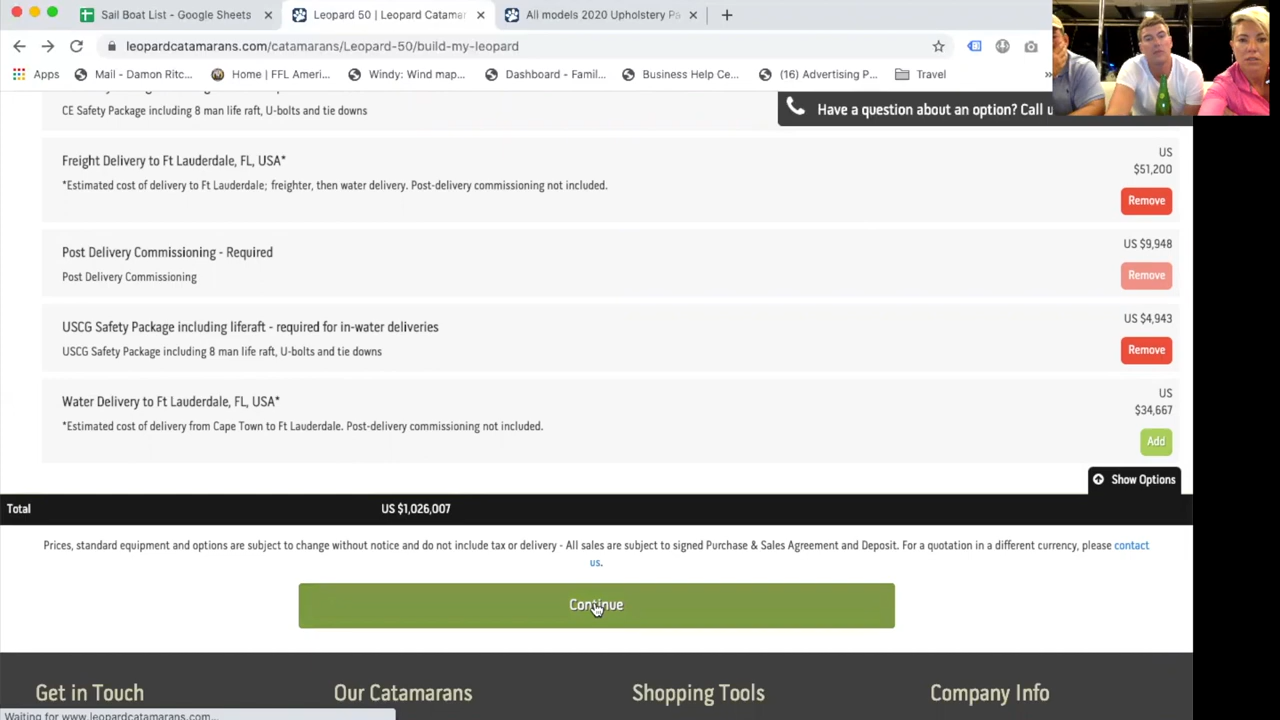 Sail Boat List - Google Sheets
Leopard 50 | Leopard Catamar
All models 2020 Upholstery Pa
leopardcatamarans.com/catamarans/Leopard-50/build-my-leopard
Apps
Mail - Damon Ritc...
Home | FFL Ameri...
Windy: Wind map...
Dashboard - Famil...
Business Help Ce...
(16) Advertising P...
Travel
»
CE Safety Package including 8 man life raft, U-bolts and tie downs
Have a question about an option? Call u
Freight Delivery to Ft Lauderdale, FL, USA*
*Estimated cost of delivery to Ft Lauderdale; freighter, then water delivery. Post-delivery commissioning not included.
US
$51,200
Remove
Post Delivery Commissioning - Required
Post Delivery Commissioning
US $9,948
Remove
USCG Safety Package including liferaft - required for in-water deliveries
USCG Safety Package including 8 man life raft, U-bolts and tie downs
US $4,943
Remove
Water Delivery to Ft Lauderdale, FL, USA*
*Estimated cost of delivery from Cape Town to Ft Lauderdale. Post-delivery commissioning not included.
US
$34,667
Add
Show Options
Total US $1,026,007
Prices, standard equipment and options are subject to change without notice and do not include tax or delivery - All sales are subject to signed Purchase & Sales Agreement and Deposit. For a quotation in a different currency, please contact
us.
Continue
Get in Touch
Our Catamarans
Shopping Tools
Company Info
Waiting for www.leopardcatamarans.com...